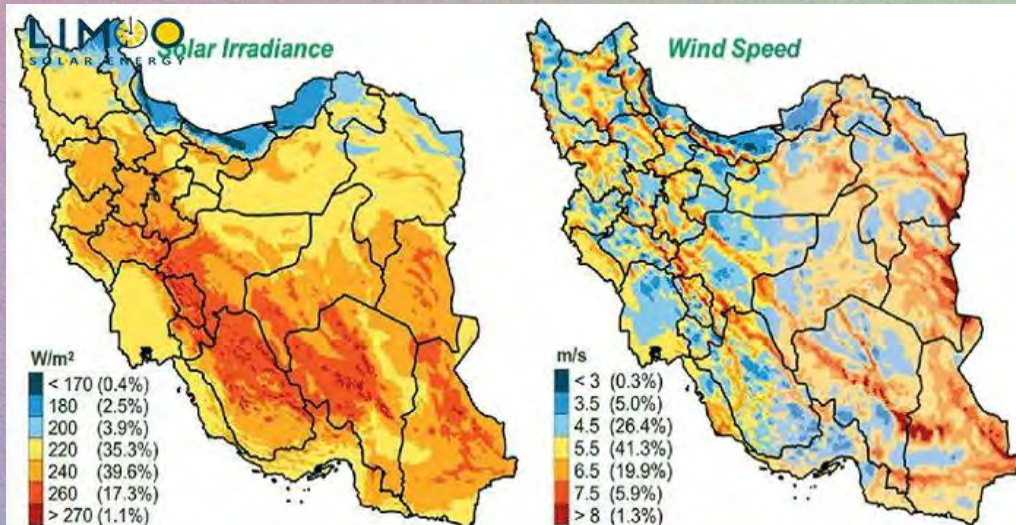 LIMOO
SOLAR ENERGY
Solar Irradiance
W/m²
< 170 (0.4%)
180 (2.5%)
200 (3.9%)
220 (35.3%)
240 (39.6%)
260 (17.3%)
> 270 (1.1%)
Wind Speed
m/s
< 3 (0.3%)
3.5 (5.0%)
4.5 (26.4%)
5.5 (41.3%)
6.5 (19.9%)
7.5 (5.9%)
> 8 (1.3%)